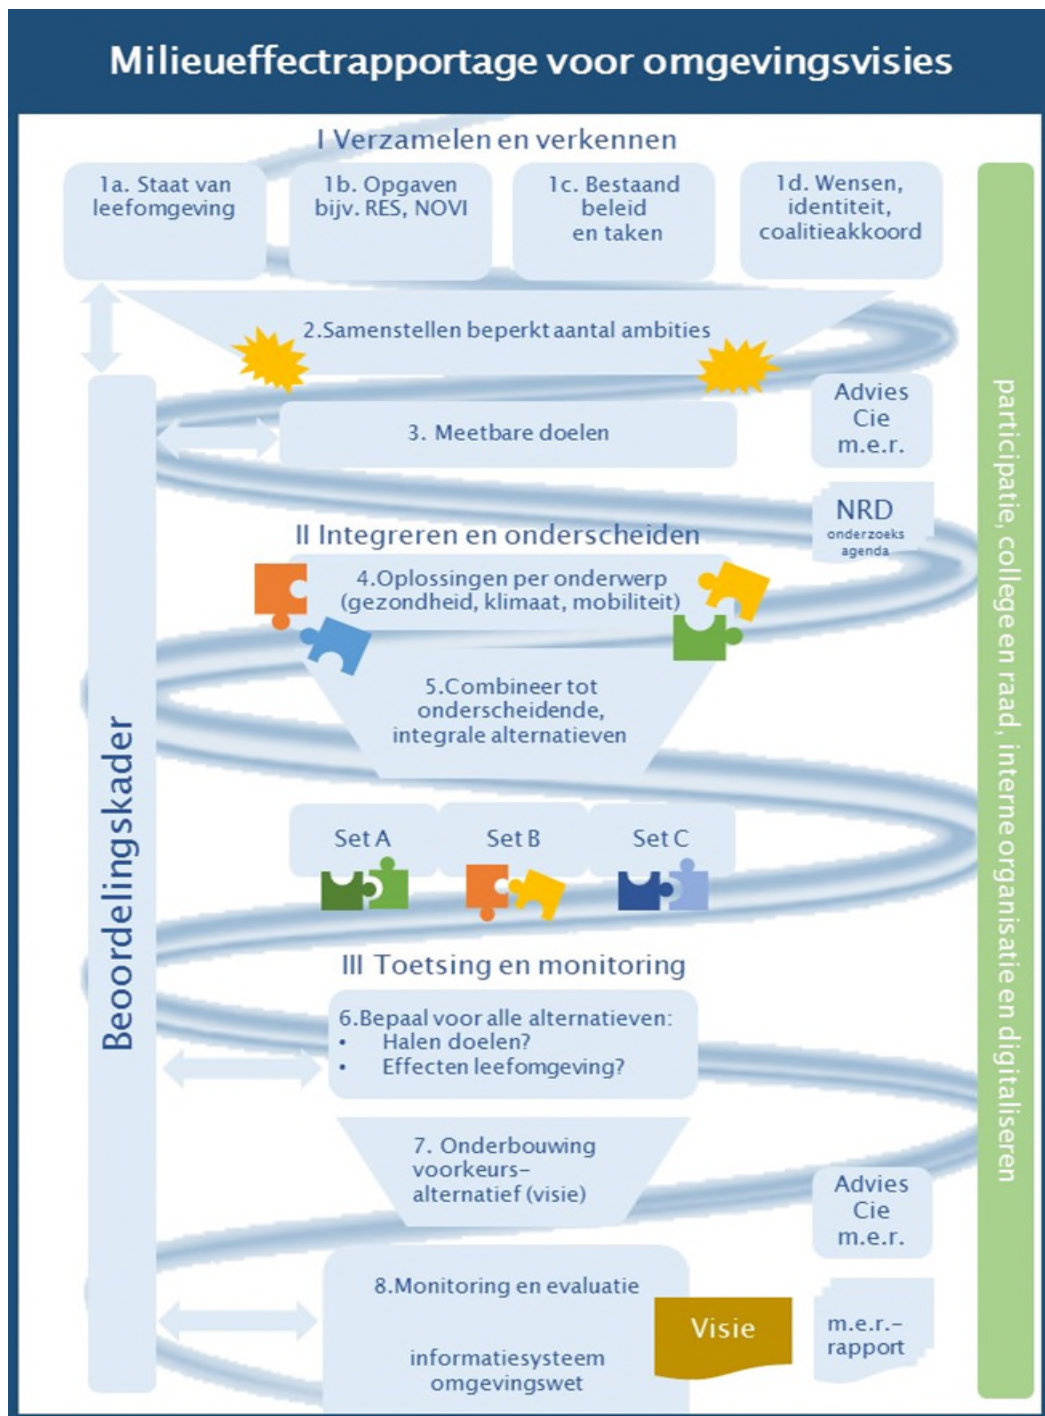 Milieueffectrapportage voor omgevingsvisies
I Verzamelen en verkennen
1a. Staat van
leefomgeving
1b. Opgaven
bijv. RES, NOVI
1c. Bestaand
beleid
en taken
1d. Wensen,
identiteit,
coalitieakkoord
2.Samenstellen beperkt aantal ambities
3. Meetbare doelen
Advies
Cie
m.e.r.
NRD
onderzoeks
agenda
II Integreren en onderscheiden
4.Oplossingen per onderwerp
(gezondheid, klimaat, mobiliteit)
5.Combineer tot
onderscheidende,
integrale alternatieven
Set A
Set B
Set C
III Toetsing en monitoring
6.Bepaal voor alle alternatieven:
• Halen doelen?
• Effecten leefomgeving?
7. Onderbouwing
voorkeurs-
alternatief (visie)
Advies
Cie
m.e.r.
8.Monitoring en evaluatie
informatiesysteem
omgevingswet
Visie
m.e.r.-
rapport
Beoordelingskader
participatie, college en raad, interne organisatie en digitaliseren